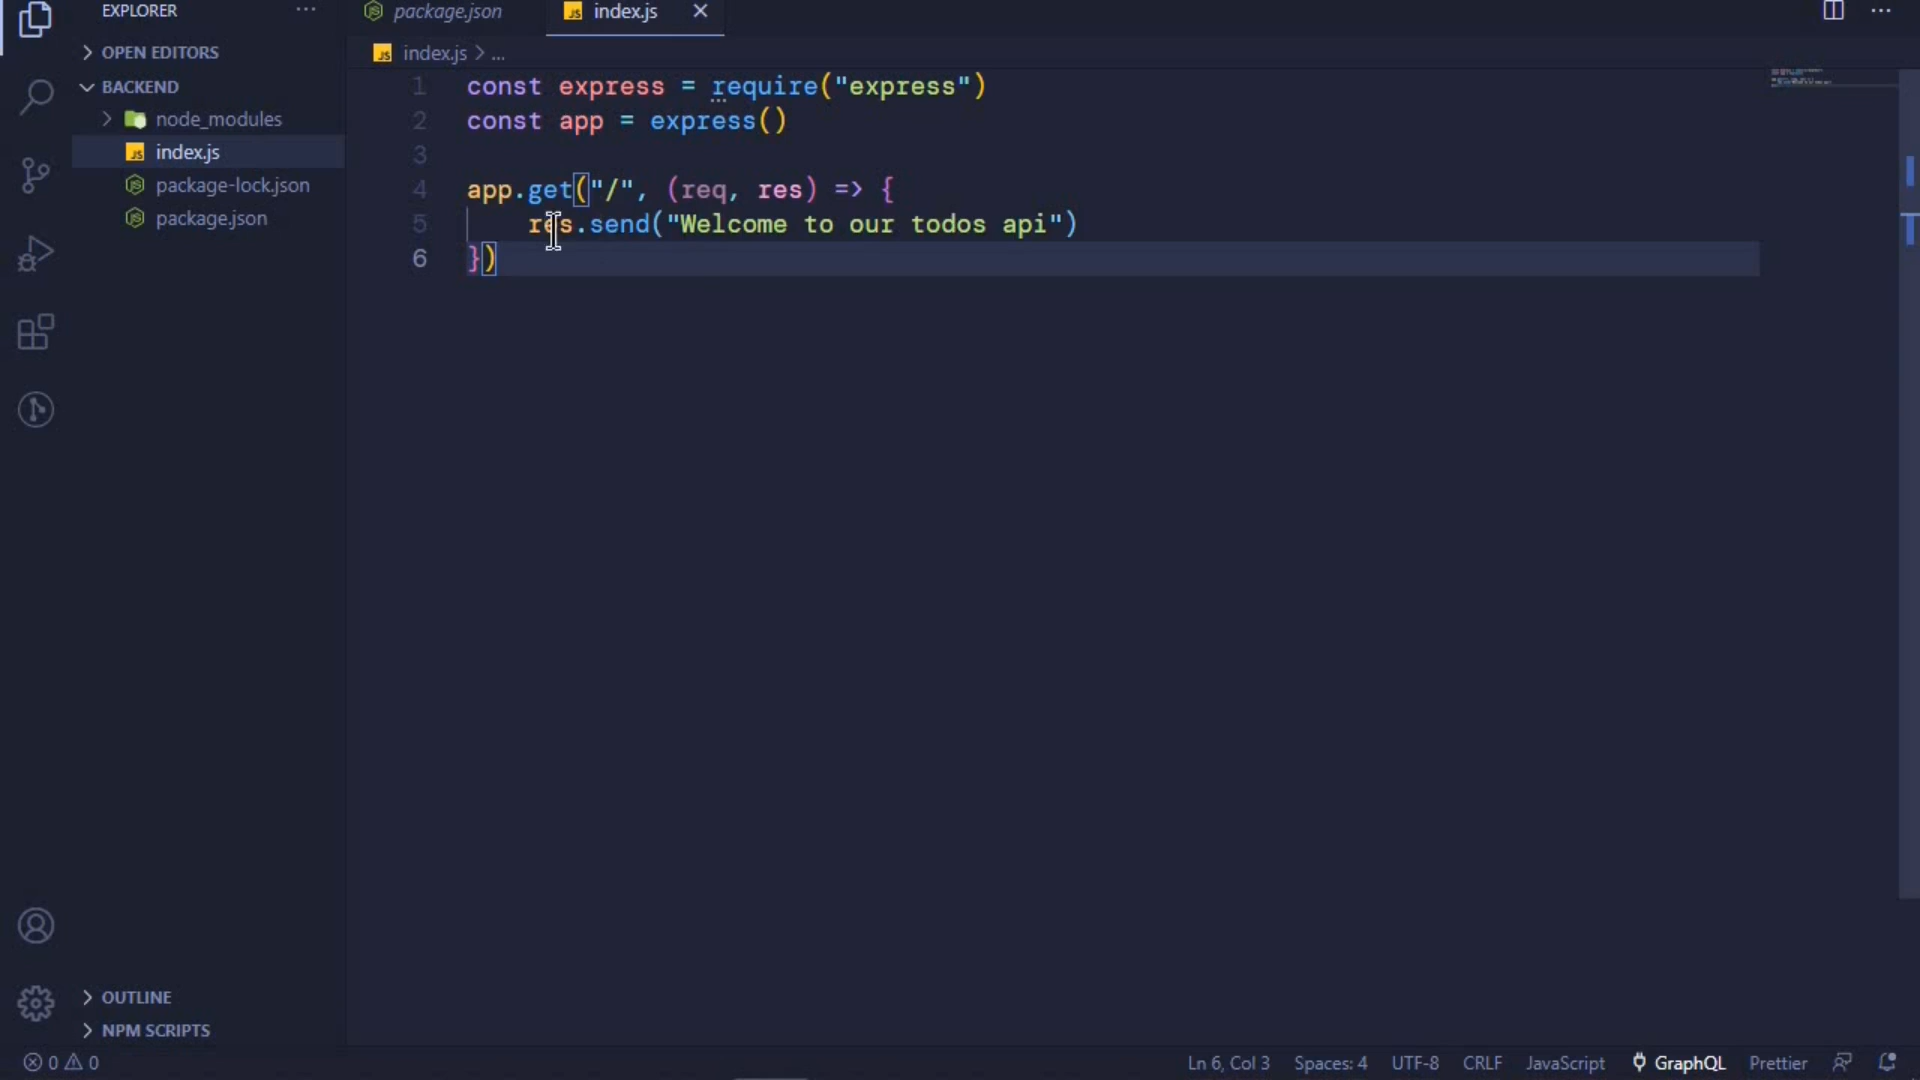 EXPLORER ...
OPEN EDITORS
BACKEND
node_modules
index.js
package-lock.json
package.json
OUTLINE
NPM SCRIPTS
package.json
index.js
index.js > ...
1 const express = require("express")
2 const app = express()
3
4 app.get("/", (req, res) => {
5 res.send("Welcome to our todos api")
6 })
0 0
Ln 6, Col 3 Spaces: 4 UTF-8 CRLF JavaScript GraphQL Prettier